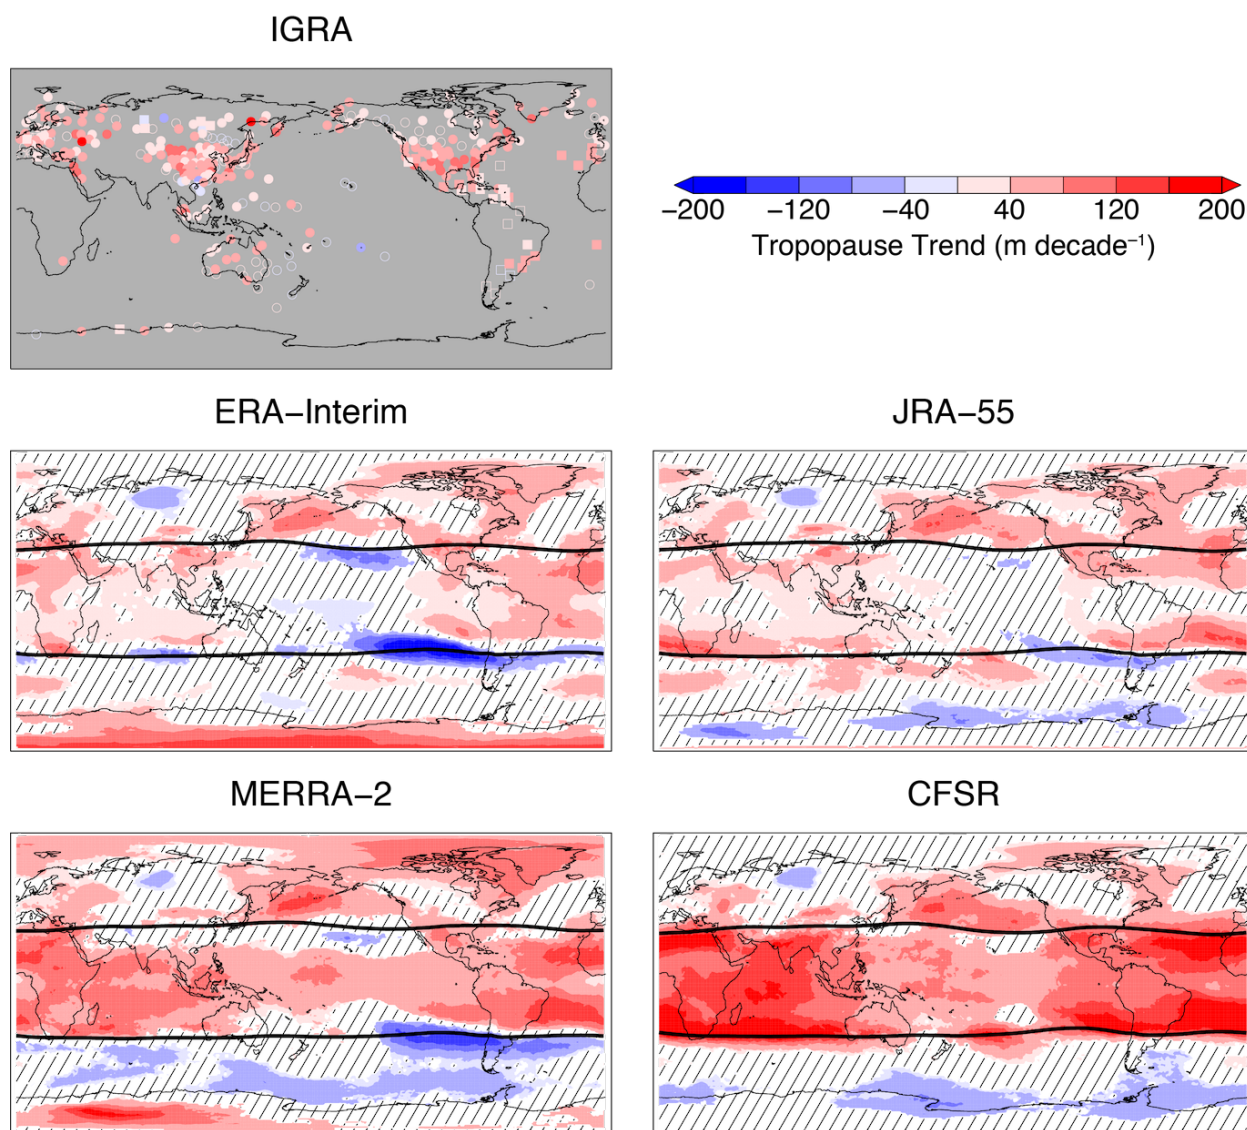 IGRA
−200 −120 −40 40 120 200
Tropopause Trend (m decade⁻¹)
ERA−Interim
JRA−55
MERRA−2
CFSR